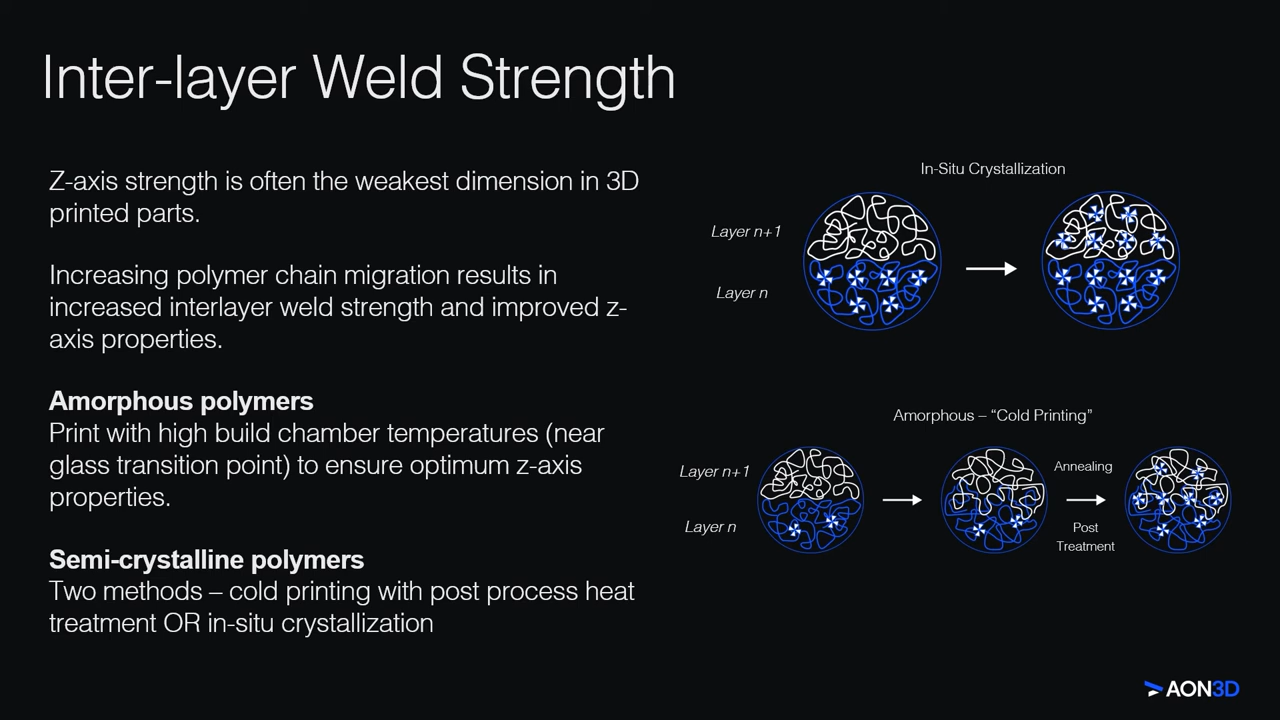 Inter-layer Weld Strength
Z-axis strength is often the weakest dimension in 3D
printed parts.
Increasing polymer chain migration results in
increased interlayer weld strength and improved z-
axis properties.
Amorphous polymers
Print with high build chamber temperatures (near
glass transition point) to ensure optimum z-axis
properties.
Semi-crystalline polymers
Two methods – cold printing with post process heat
treatment OR in-situ crystallization
In-Situ Crystallization
Layer n+1
Layer n
Amorphous – “Cold Printing”
Layer n+1
Layer n
Annealing
Post
Treatment
AON3D